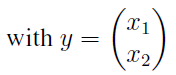 with y = (x₁
x₂)